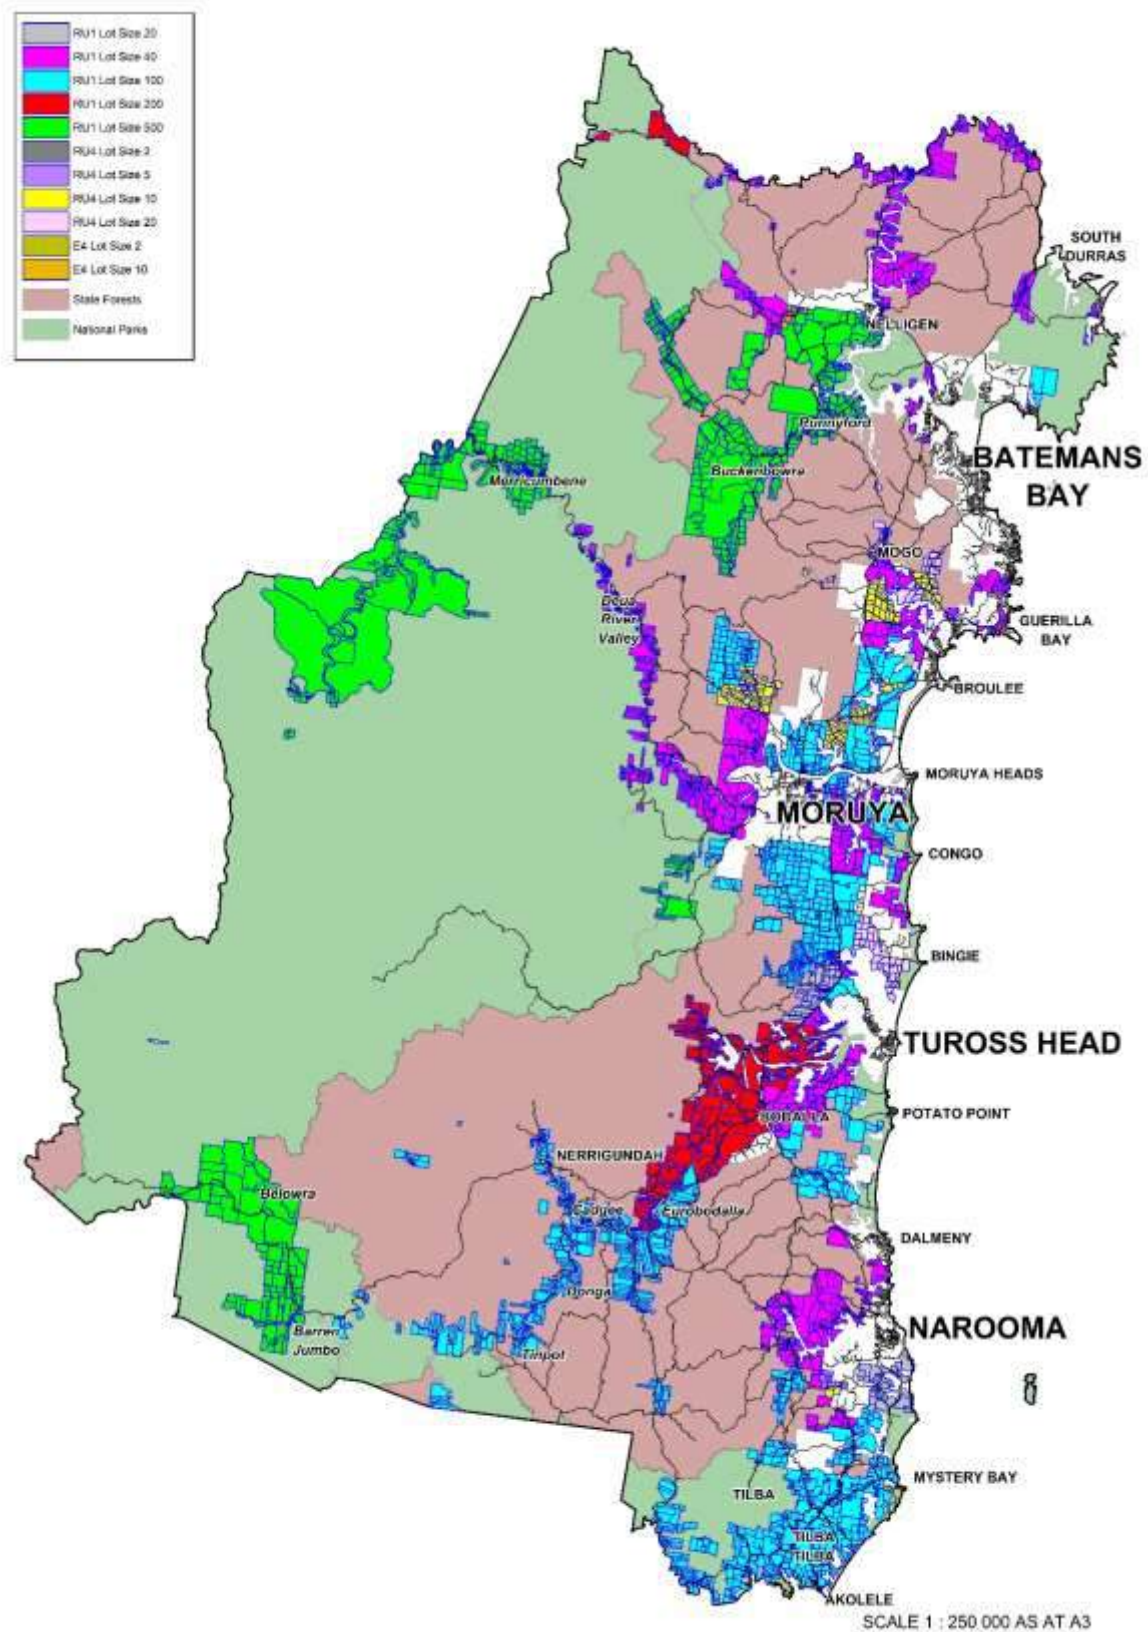 RU1 Lot Size 20
RU1 Lot Size 40
RU1 Lot Size 100
RU1 Lot Size 200
RU1 Lot Size 500
RU4 Lot Size 2
RU4 Lot Size 5
RU4 Lot Size 10
RU4 Lot Size 20
E4 Lot Size 2
E4 Lot Size 10
State Forests
National Parks
SOUTH
DURRAS
NELLIGEN
Runnyford
BATEMANS
BAY
Buckenbowra
Merricumbene
MOGO
Deua
River
Valley
GUERILLA
BAY
BROULEE
MORUYA HEADS
MORUYA
CONGO
BINGIE
TUROSS HEAD
POTATO POINT
BODALLA
NERRIGUNDAH
Belowra
Cadgee
Eurobodalla
DALMENY
Donga
NAROOMA
Barren
Jumbo
Tinpot
MYSTERY BAY
TILBA
TILBA
TILBA
AKOLELE
SCALE 1 : 250 000 AS AT A3